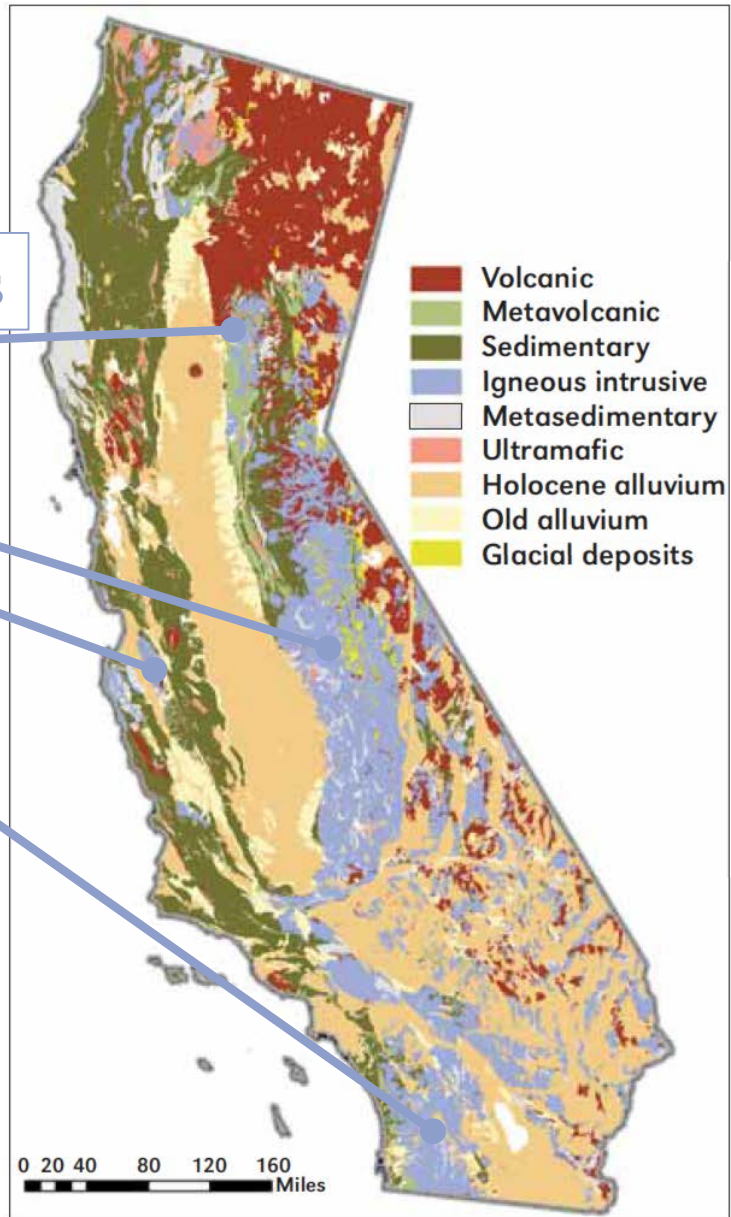 Volcanic
Metavolcanic
Sedimentary
Igneous intrusive
Metasedimentary
Ultramafic
Holocene alluvium
Old alluvium
Glacial deposits
0 20 40 80 120 160
Miles